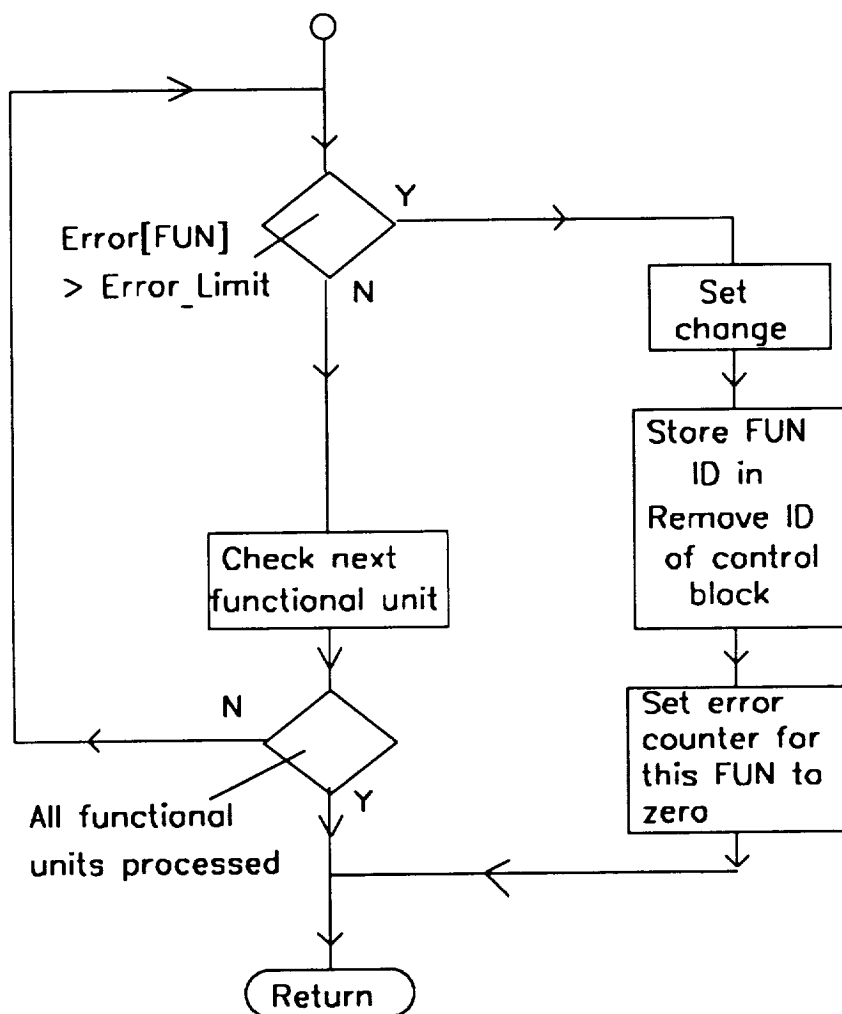 Y
Error[FUN]
> Error_Limit
N
Set
change
Store FUN
ID in
Remove ID
of control
block
Check next
functional unit
N
Set error
counter for
this FUN to
zero
Y
All functional
units processed
Return